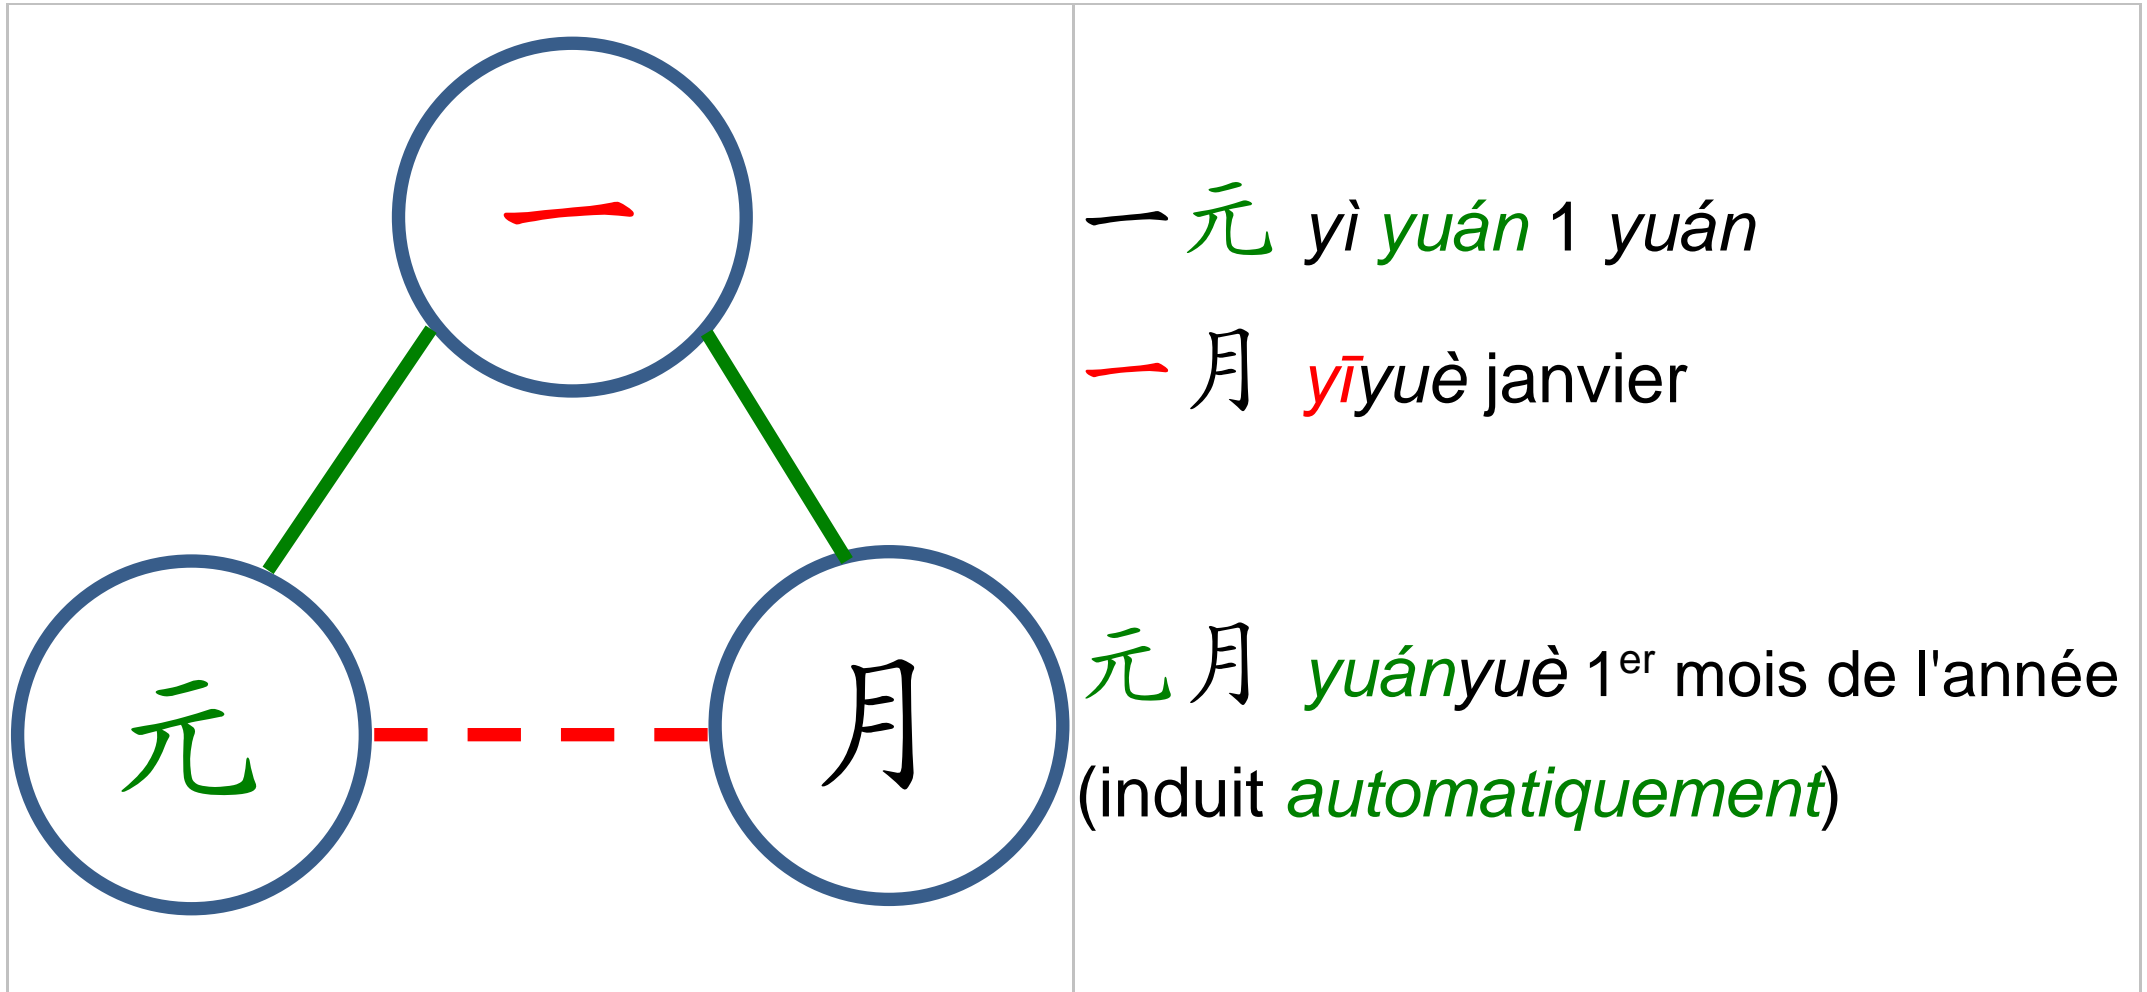 一
元
月
一元 yì yuán 1 yuán
一月 yīyuè janvier
元月 yuányuè 1er mois de l'année
(induit automatiquement)